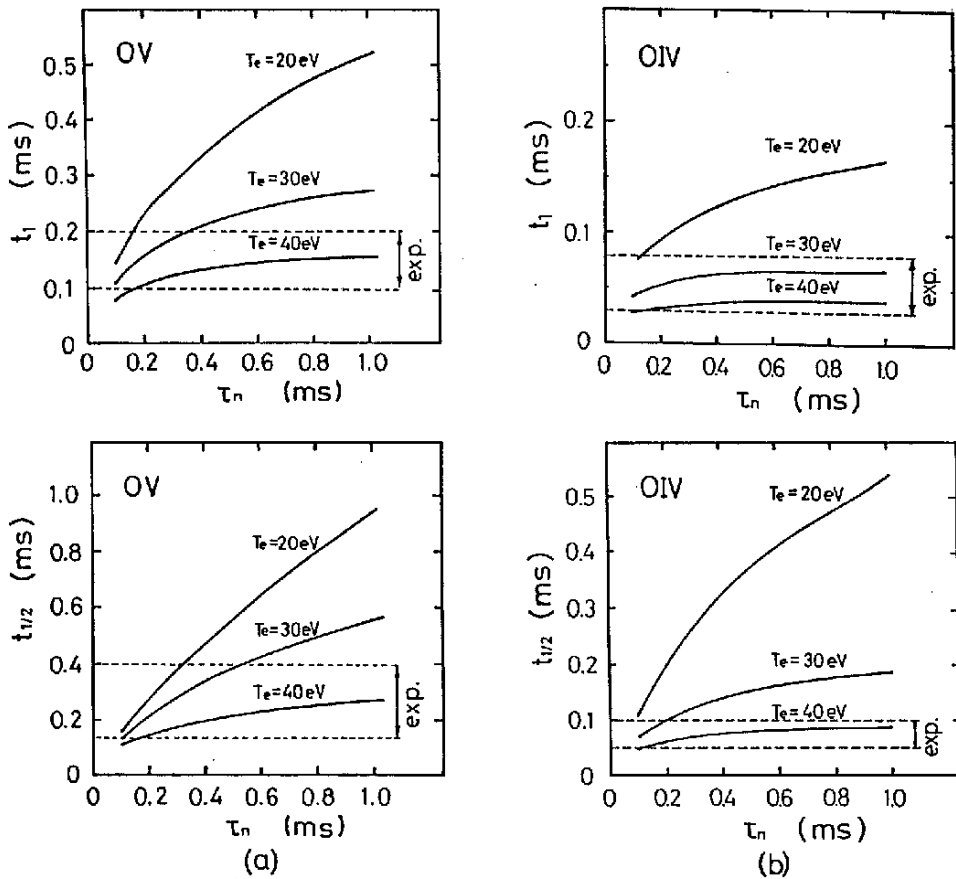 OV
t₁ (ms)
0.5
0.4
0.3
0.2
0.1
0
Te=20eV
Te=30eV
Te=40eV
exp.
0 0.2 0.4 0.6 0.8 1.0
τn (ms)
OIV
t₁ (ms)
0.2
0.1
0
Te=20eV
Te=30eV
Te=40eV
exp.
0 0.2 0.4 0.6 0.8 1.0
τn (ms)
OV
t1/2 (ms)
1.0
0.8
0.6
0.4
0.2
0
Te=20eV
Te=30eV
Te=40eV
exp.
0 0.2 0.4 0.6 0.8 1.0
τn (ms)
(a)
OIV
t1/2 (ms)
0.5
0.4
0.3
0.2
0.1
0
Te=20eV
Te=30eV
Te=40eV
exp.
0 0.2 0.4 0.6 0.8 1.0
τn (ms)
(b)